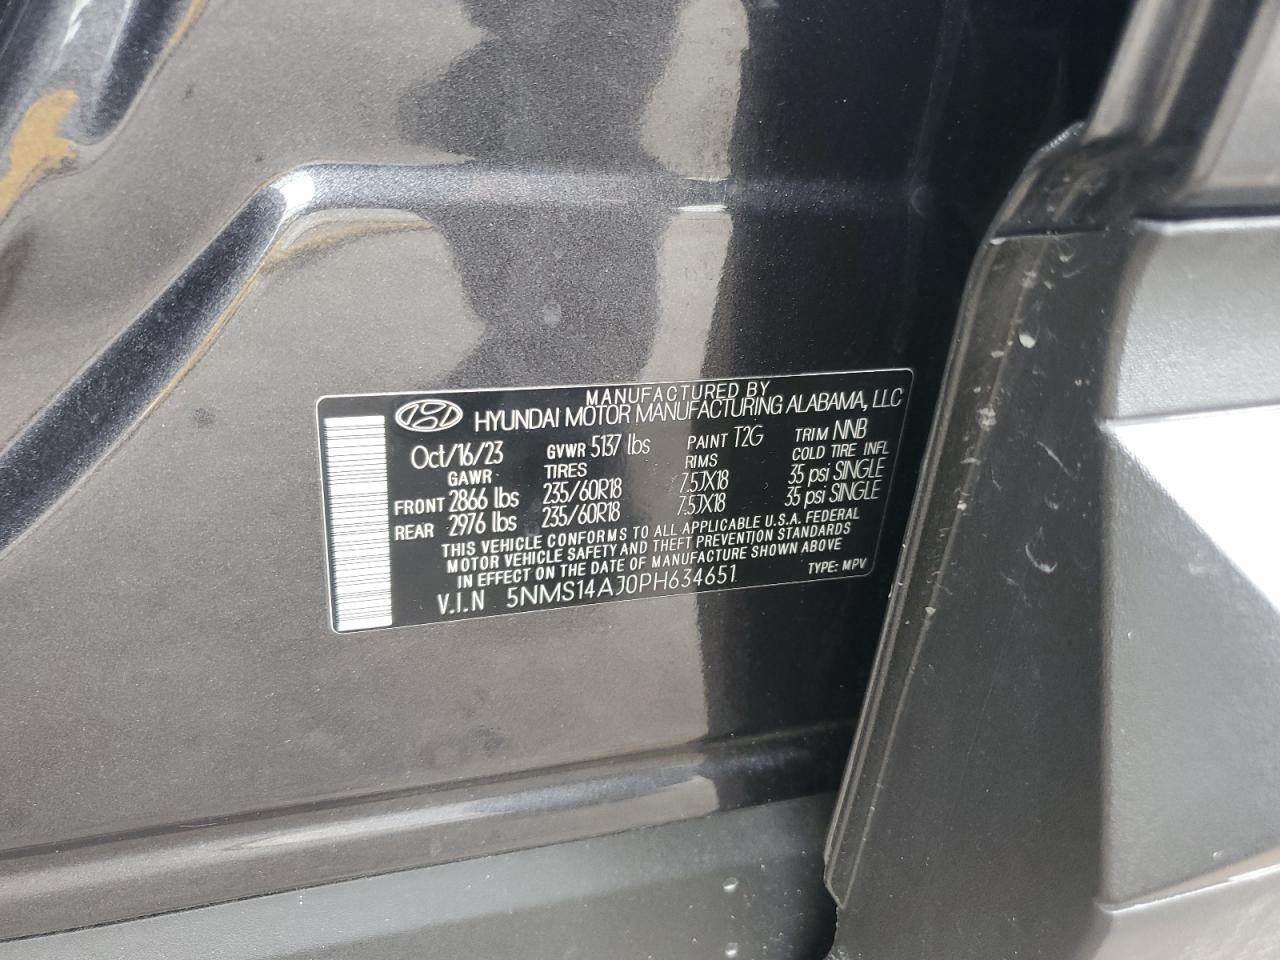 MANUFACTURED BY
HYUNDAI MOTOR MANUFACTURING ALABAMA, LLC
Oct/16/23 GVWR 5137 lbs PAINT T2G TRIM NNB
GAWR TIRES RIMS COLD TIRE INFL
FRONT 2866 lbs 235/60R18 7.5JX18 35 psi SINGLE
REAR 2976 lbs 235/60R18 7.5JX18 35 psi SINGLE
THIS VEHICLE CONFORMS TO ALL APPLICABLE U.S.A. FEDERAL
MOTOR VEHICLE SAFETY AND THEFT PREVENTION STANDARDS
IN EFFECT ON THE DATE OF MANUFACTURE SHOWN ABOVE
V.I.N 5NMS14AJ0PH634651 TYPE: MPV